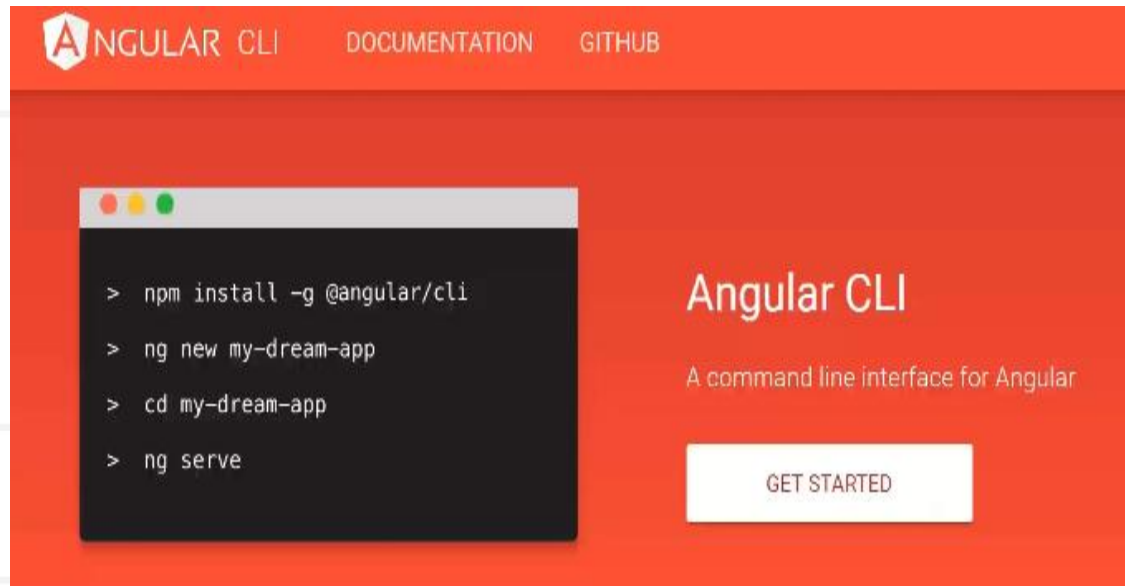 ANGULAR CLI DOCUMENTATION GITHUB
> npm install -g @angular/cli
> ng new my-dream-app
> cd my-dream-app
> ng serve
Angular CLI
A command line interface for Angular
GET STARTED